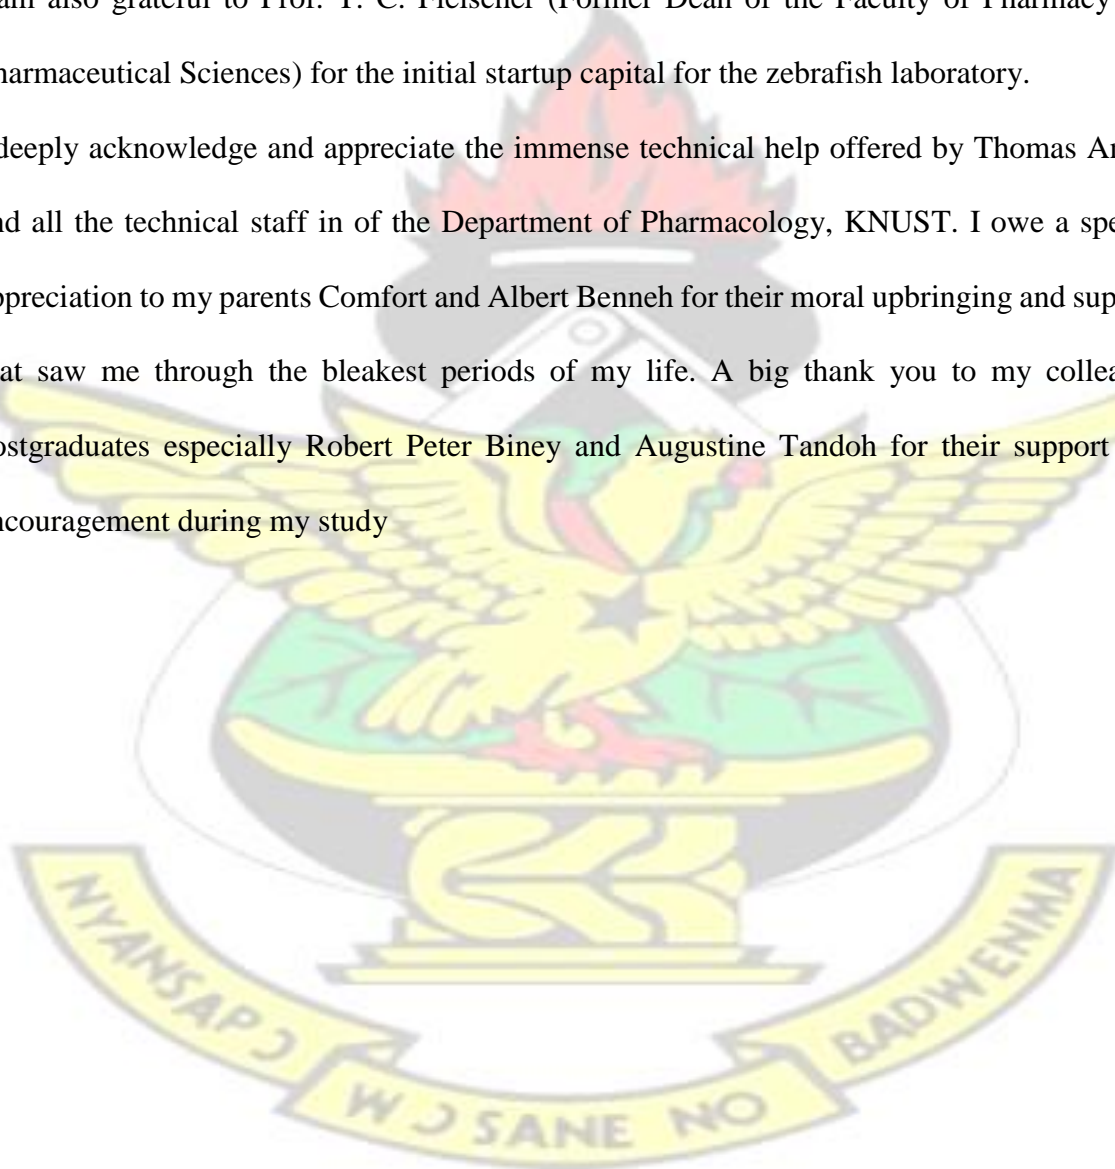 am also grateful to Prof. T. C. Fleischer (Former Dean of the Faculty of Pharmacy
harmaceutical Sciences) for the initial startup capital for the zebrafish laboratory.
deeply acknowledge and appreciate the immense technical help offered by Thomas
nd all the technical staff in of the Department of Pharmacology, KNUST. I owe a spe
ppreciation to my parents Comfort and Albert Benneh for their moral upbringing and sup
at saw me through the bleakest periods of my life. A big thank you to my collea
ostgraduates especially Robert Peter Biney and Augustine Tandoh for their support
ncouragement during my study
NYANSAPƆ
WƆSANE NO
BADWENMA